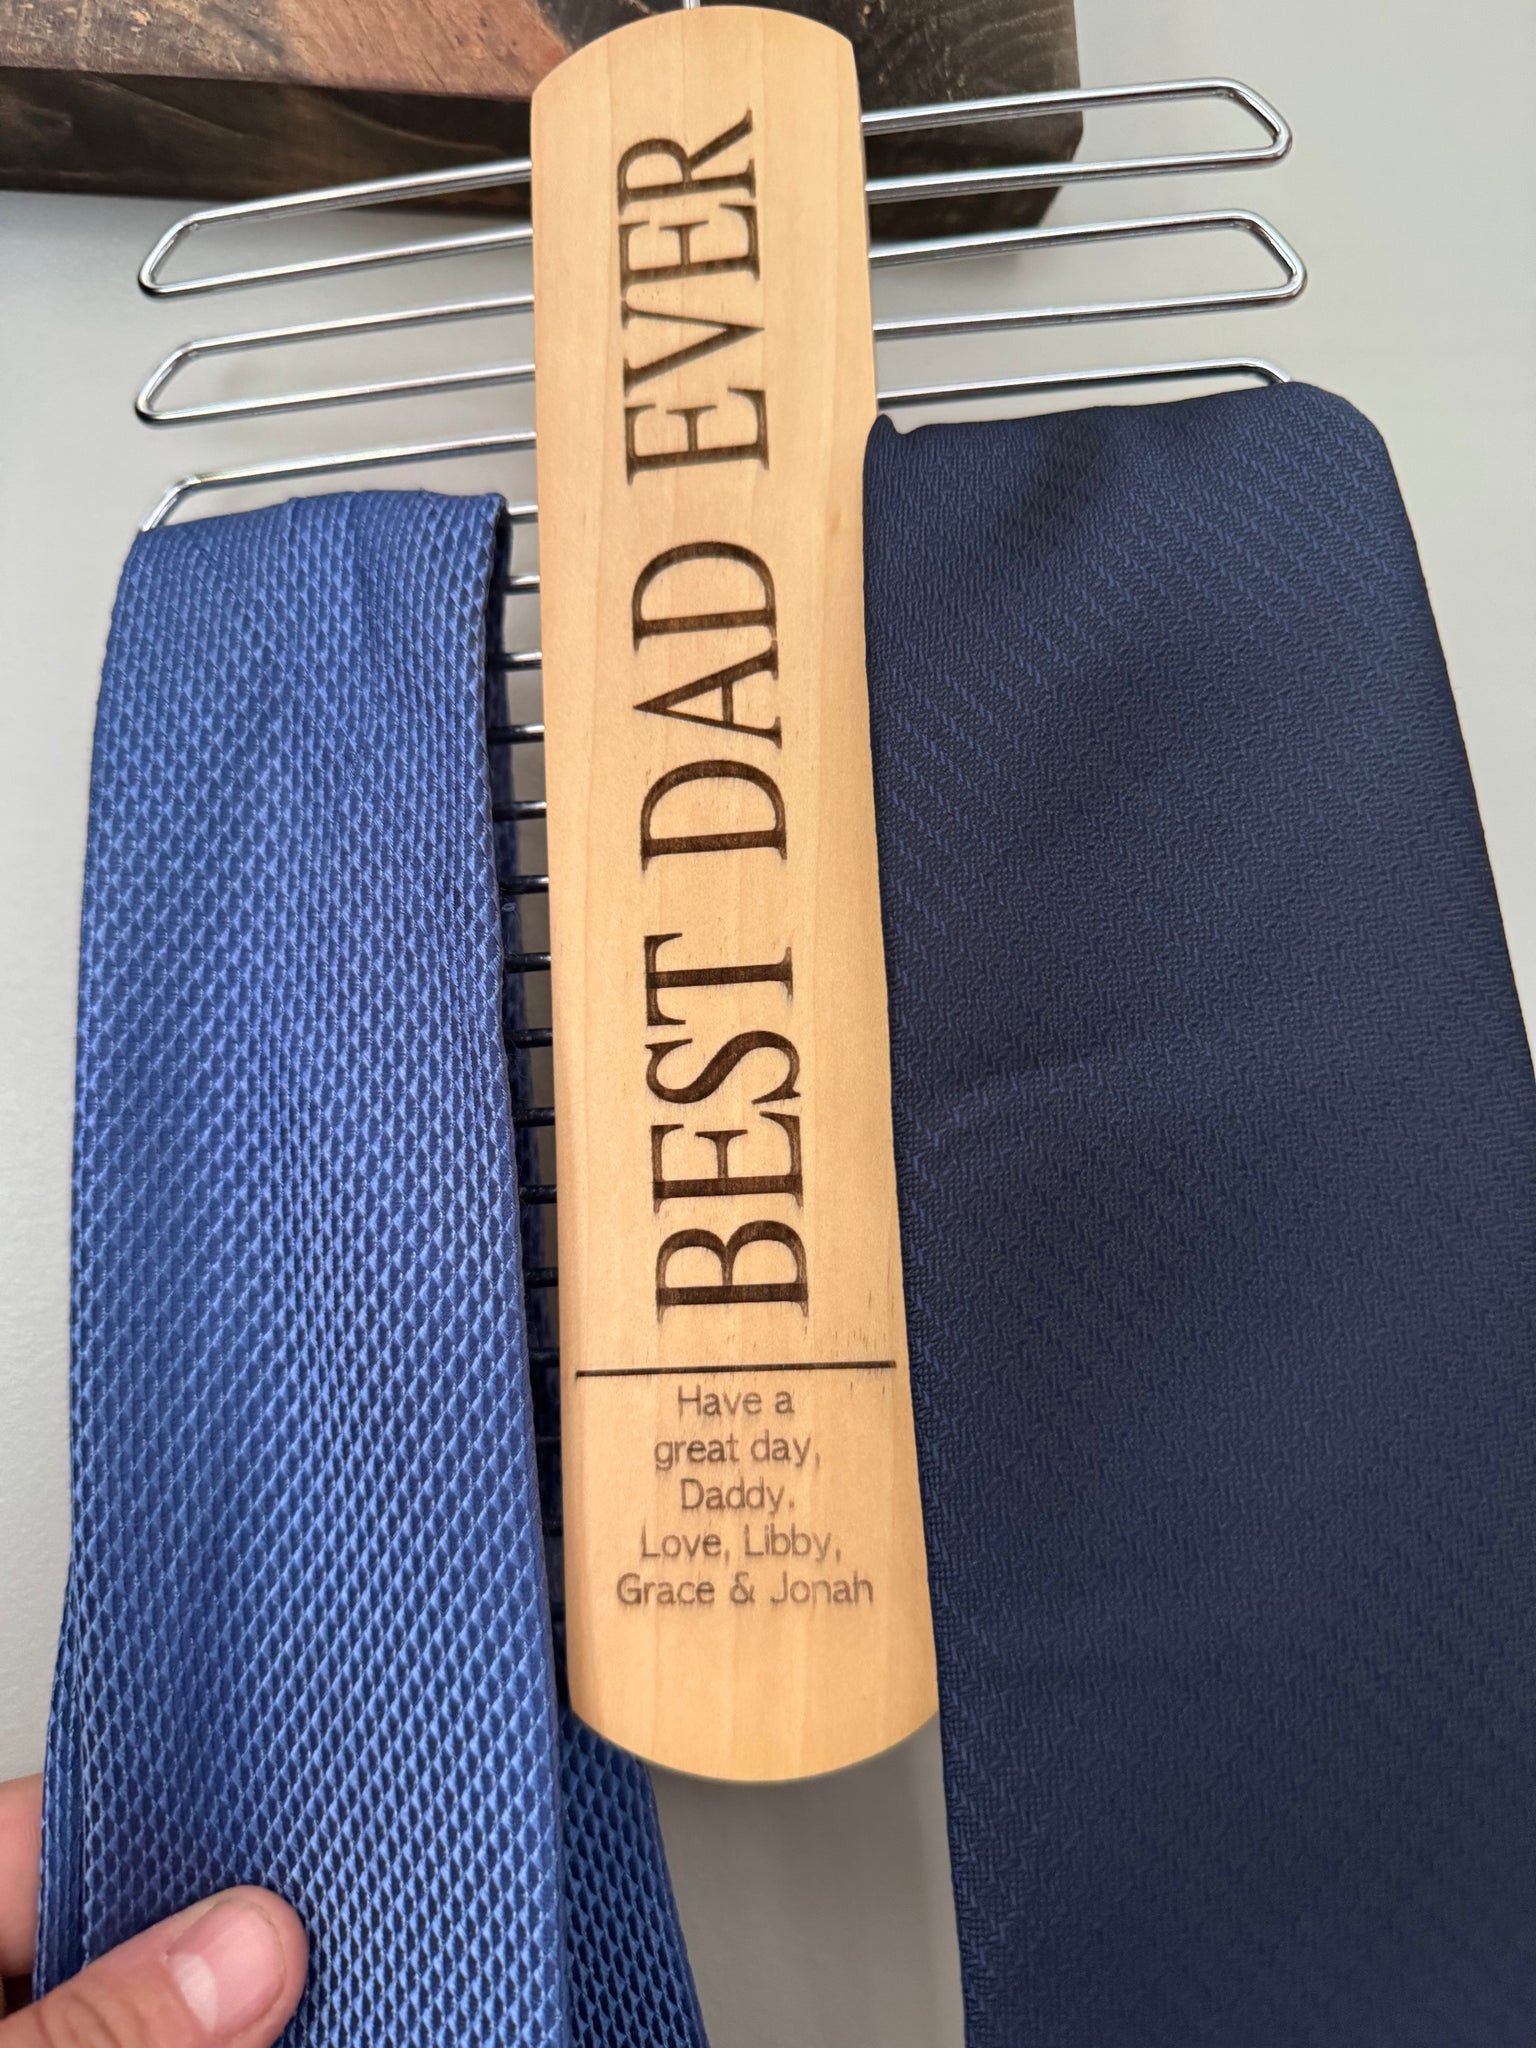 BEST DAD EVER
Have a
great day,
Daddy.
Love, Libby,
Grace & Jonah